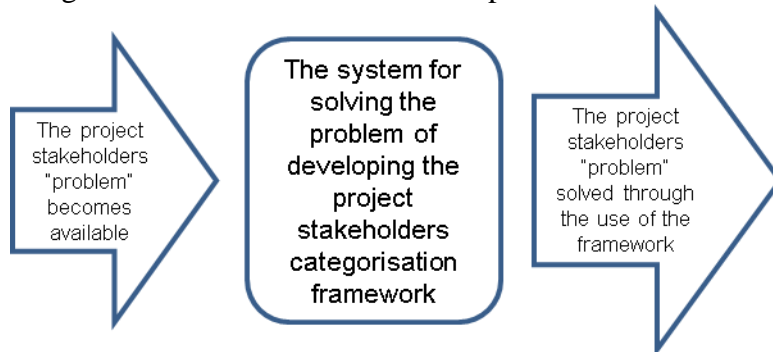 The project
stakeholders
"problem"
becomes
available
The system for
solving the
problem of
developing the
project
stakeholders
categorisation
framework
The project
stakeholders
"problem"
solved through
the use of the
framework